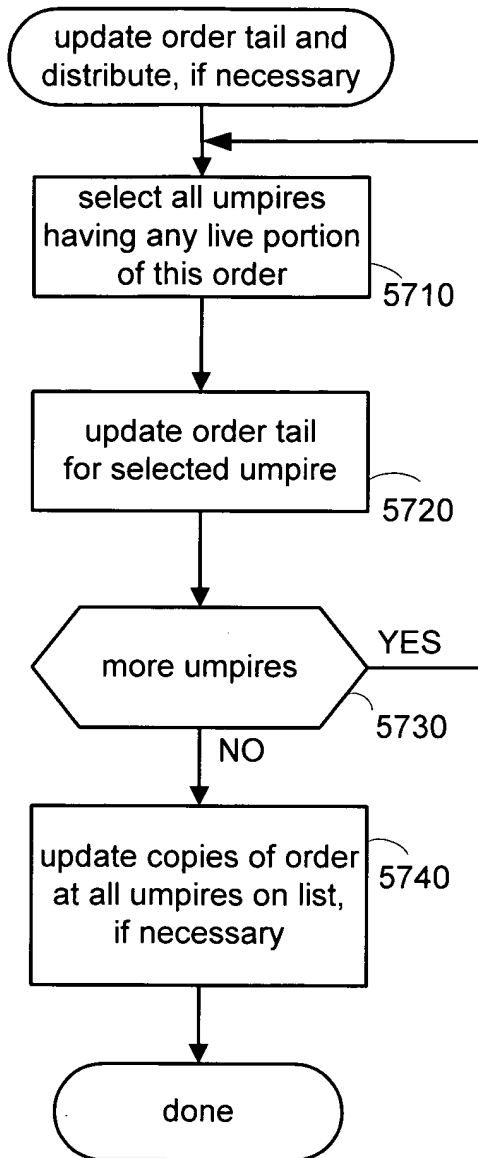 update order tail and
distribute, if necessary
select all umpires
having any live portion
of this order
5710
update order tail
for selected umpire
5720
more umpires
YES
5730
NO
update copies of order
at all umpires on list,
if necessary
5740
done